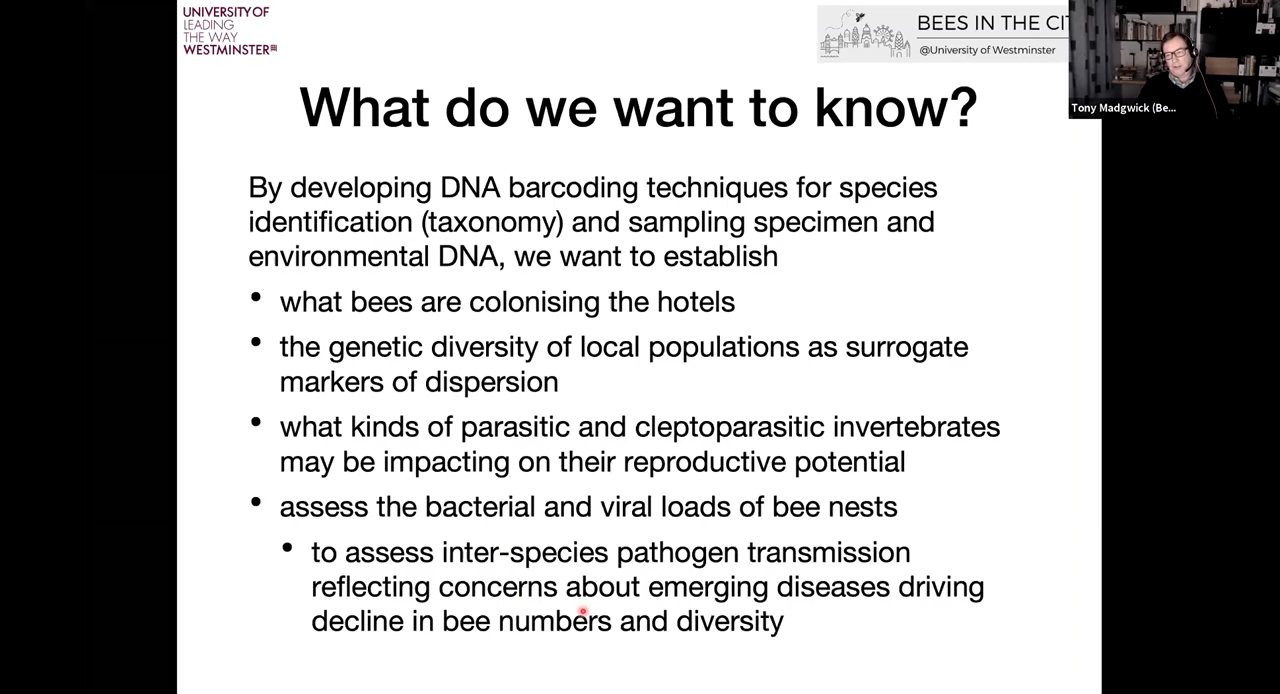 UNIVERSITY OF
LEADING
THE WAY
WESTMINSTER
BEES IN THE CIT
@University of Westminster
Tony Madgwick (Be...
What do we want to know?
By developing DNA barcoding techniques for species
identification (taxonomy) and sampling specimen and
environmental DNA, we want to establish
• what bees are colonising the hotels
• the genetic diversity of local populations as surrogate
markers of dispersion
• what kinds of parasitic and cleptoparasitic invertebrates
may be impacting on their reproductive potential
• assess the bacterial and viral loads of bee nests
• to assess inter-species pathogen transmission
reflecting concerns about emerging diseases driving
decline in bee numbers and diversity